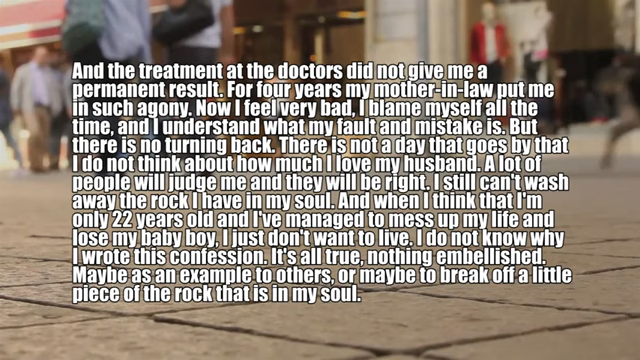 And the treatment at the doctors did not give me a
permanent result. For four years my mother-in-law put me
in such agony. Now I feel very bad, I blame myself all the
time, and I understand what my fault and mistake is. But
there is no turning back. There is not a day that goes by that
I do not think about how much I love my husband. A lot of
people will judge me and they will be right. I still can't wash
away the rock I have in my soul. And when I think that I'm
only 22 years old and I've managed to mess up my life and
lose my baby boy, I just don't want to live. I do not know why
I wrote this confession. It's all true, nothing embellished.
Maybe as an example to others, or maybe to break off a little
piece of the rock that is in my soul.